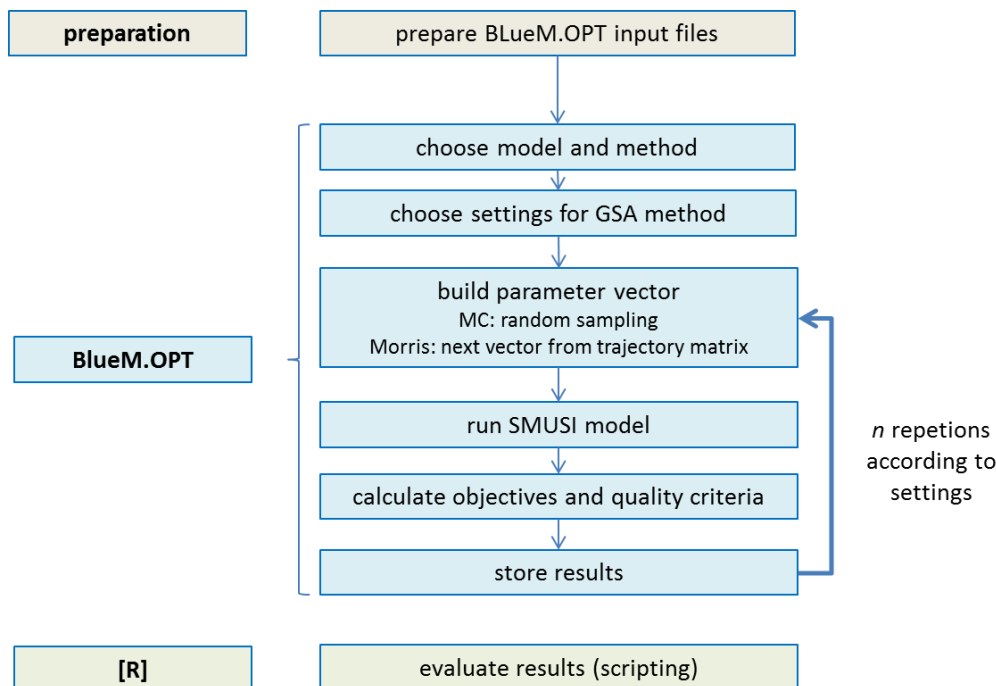 preparation
prepare BLueM.OPT input files
choose model and method
choose settings for GSA method
build parameter vector
MC: random sampling
Morris: next vector from trajectory matrix
BlueM.OPT
run SMUSI model
n repetions
according to
settings
calculate objectives and quality criteria
store results
[R]
evaluate results (scripting)